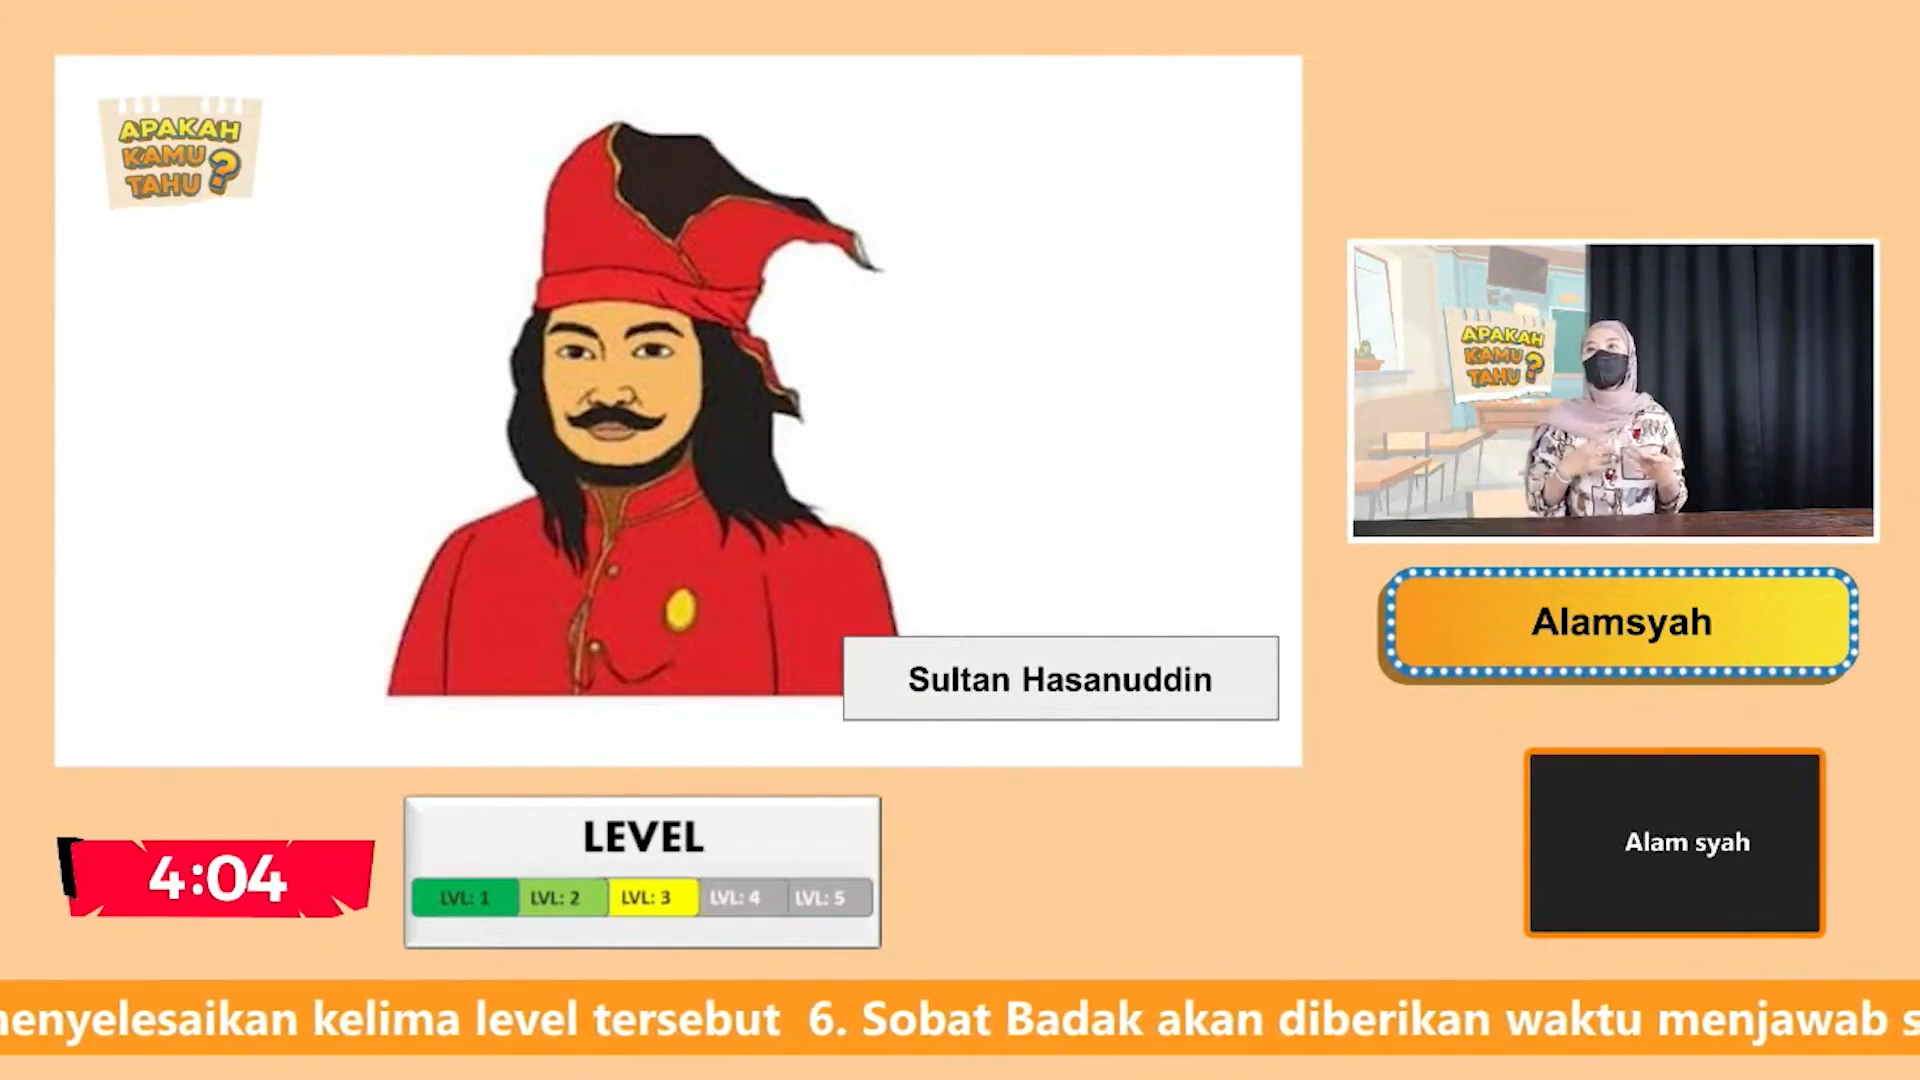 APAKAH
KAMU
TAHU ?
Sultan Hasanuddin
APAKAH
KAMU
TAHU ?
Alamsyah
Alam syah
4:04
LEVEL
LVL: 1 LVL: 2 LVL: 3 LVL: 4 LVL: 5
menyelesaikan kelima level tersebut 6. Sobat Badak akan diberikan waktu menjawab s